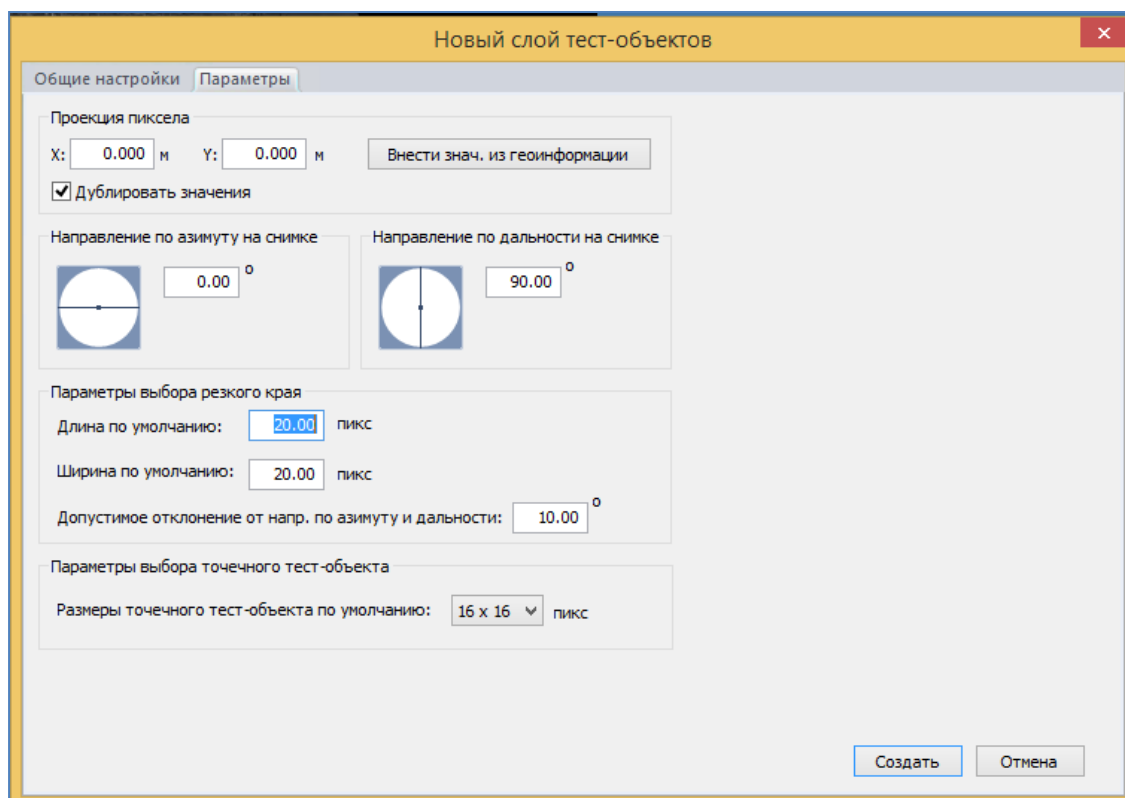 Новый слой тест-объектов
Общие настройки Параметры
Проекция пиксела
X: 0.000 м Y: 0.000 м Внести знач. из геоинформации
Дублировать значения
Направление по азимуту на снимке Направление по дальности на снимке
0.00 o 90.00 o
Параметры выбора резкого края
Длина по умолчанию: 20.00 пикс
Ширина по умолчанию: 20.00 пикс
Допустимое отклонение от напр. по азимуту и дальности: 10.00 o
Параметры выбора точечного тест-объекта
Размеры точечного тест-объекта по умолчанию: 16 x 16 пикс
Создать Отмена